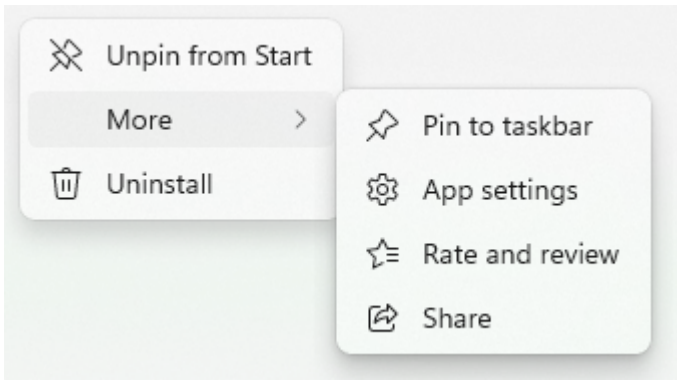 Unpin from Start
More
Uninstall
Pin to taskbar
App settings
Rate and review
Share